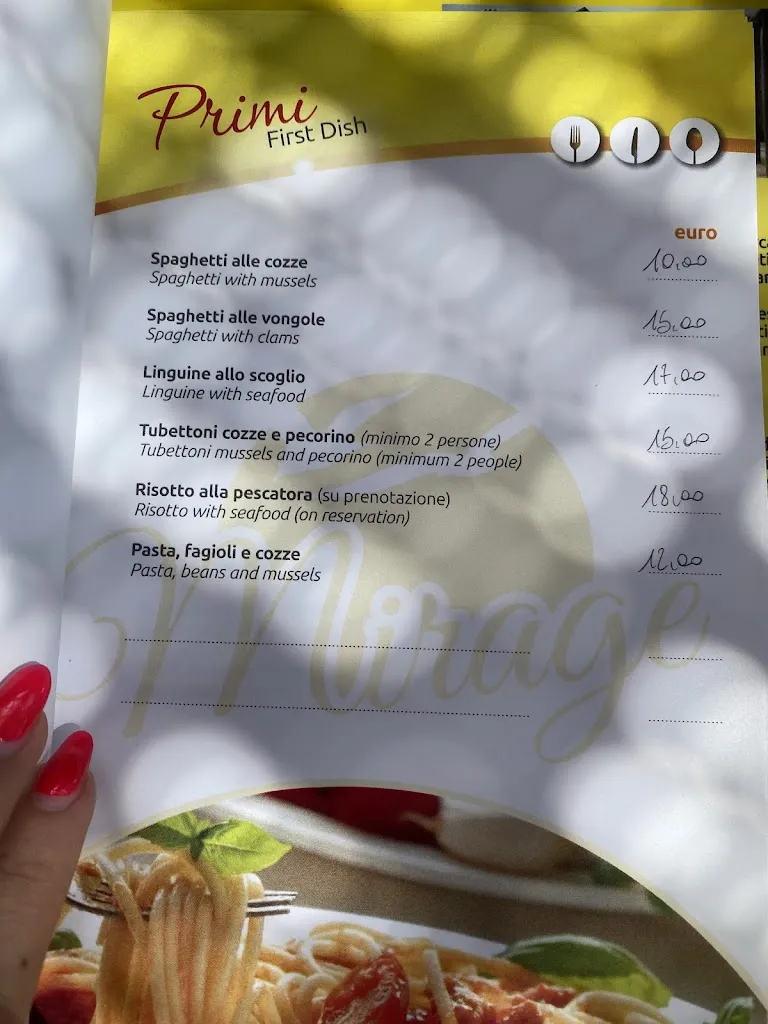 Primi
First Dish
euro
Spaghetti alle cozze 10,00
Spaghetti with mussels
Spaghetti alle vongole 15,00
Spaghetti with clams
Linguine allo scoglio 17,00
Linguine with seafood
Tubettoni cozze e pecorino (minimo 2 persone) 15,00
Tubettoni mussels and pecorino (minimum 2 people)
Risotto alla pescatora (su prenotazione) 18,00
Risotto with seafood (on reservation)
Pasta, fagioli e cozze 12,00
Pasta, beans and mussels
Mirage